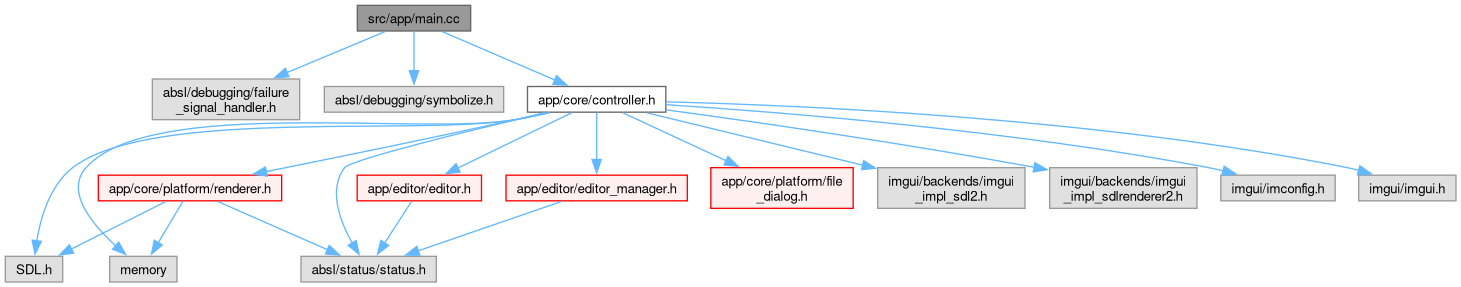 src/app/main.cc
absl/debugging/failure
_signal_handler.h
absl/debugging/symbolize.h
app/core/controller.h
app/core/platform/renderer.h
app/editor/editor.h
app/editor/editor_manager.h
app/core/platform/file
_dialog.h
imgui/backends/imgui
_impl_sdl2.h
imgui/backends/imgui
_impl_sdlrenderer2.h
imgui/imconfig.h
imgui/imgui.h
SDL.h
memory
absl/status/status.h